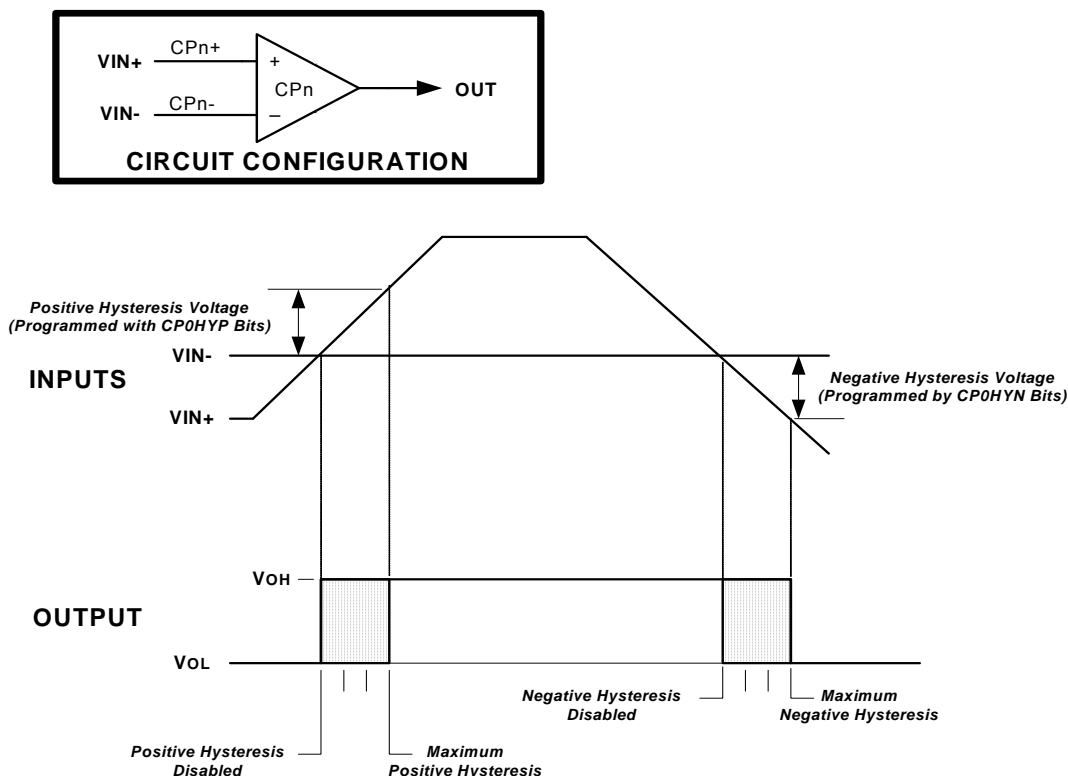 VIN+ CPn+
+
CPn
OUT
VIN- CPn-
_
CIRCUIT CONFIGURATION
Positive Hysteresis Voltage
(Programmed with CP0HYP Bits)
VIN-
INPUTS
Negative Hysteresis Voltage
(Programmed by CP0HYN Bits)
VIN+
VOH
OUTPUT
VOL
Negative Hysteresis
Disabled
Maximum
Negative Hysteresis
Positive Hysteresis
Disabled
Maximum
Positive Hysteresis